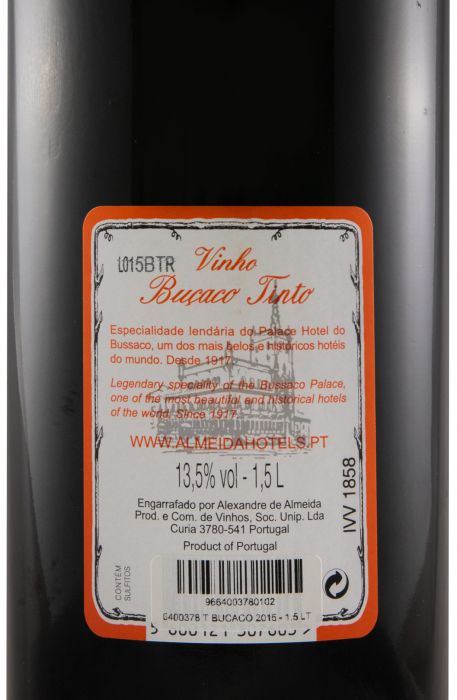 L015BTR
Vinho
Buçaco Tinto
Especialidade lendária do Palace Hotel do
Bussaco, um dos mais belos e históricos hotéis
do mundo. Desde 1917.
Legendary speciality of the Bussaco Palace,
one of the most beautiful and historical hotels
of the world. Since 1917.
WWW.ALMEIDAHOTELS.PT
13,5% vol - 1,5 L
Engarrafado por Alexandre de Almeida
Prod. e Com. de Vinhos, Soc. Unip. Lda
Curia 3780-541 Portugal
Product of Portugal
IVV 1858
CONTÉM
SULFITOS
9664003780102
6400378 T BUCACO 2015 - 1,5 LT